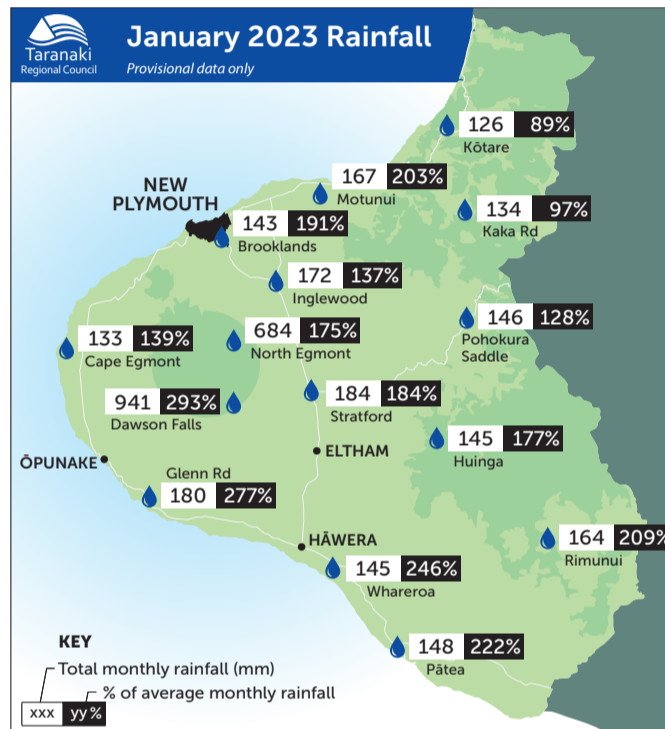 Taranaki
Regional Council
January 2023 Rainfall
Provisional data only
126 89%
Kōtare
167 203%
Motunui
NEW
PLYMOUTH
134 97%
Kaka Rd
143 191%
Brooklands
172 137%
Inglewood
146 128%
Pohokura
Saddle
133 139%
Cape Egmont
684 175%
North Egmont
184 184%
Stratford
941 293%
Dawson Falls
145 177%
Huinga
ELTHAM
ŌPUNAKE
Glenn Rd
180 277%
HĀWERA
164 209%
Rimunui
145 246%
Whareroa
148 222%
Pātea
KEY
Total monthly rainfall (mm)
% of average monthly rainfall
xxx yy%